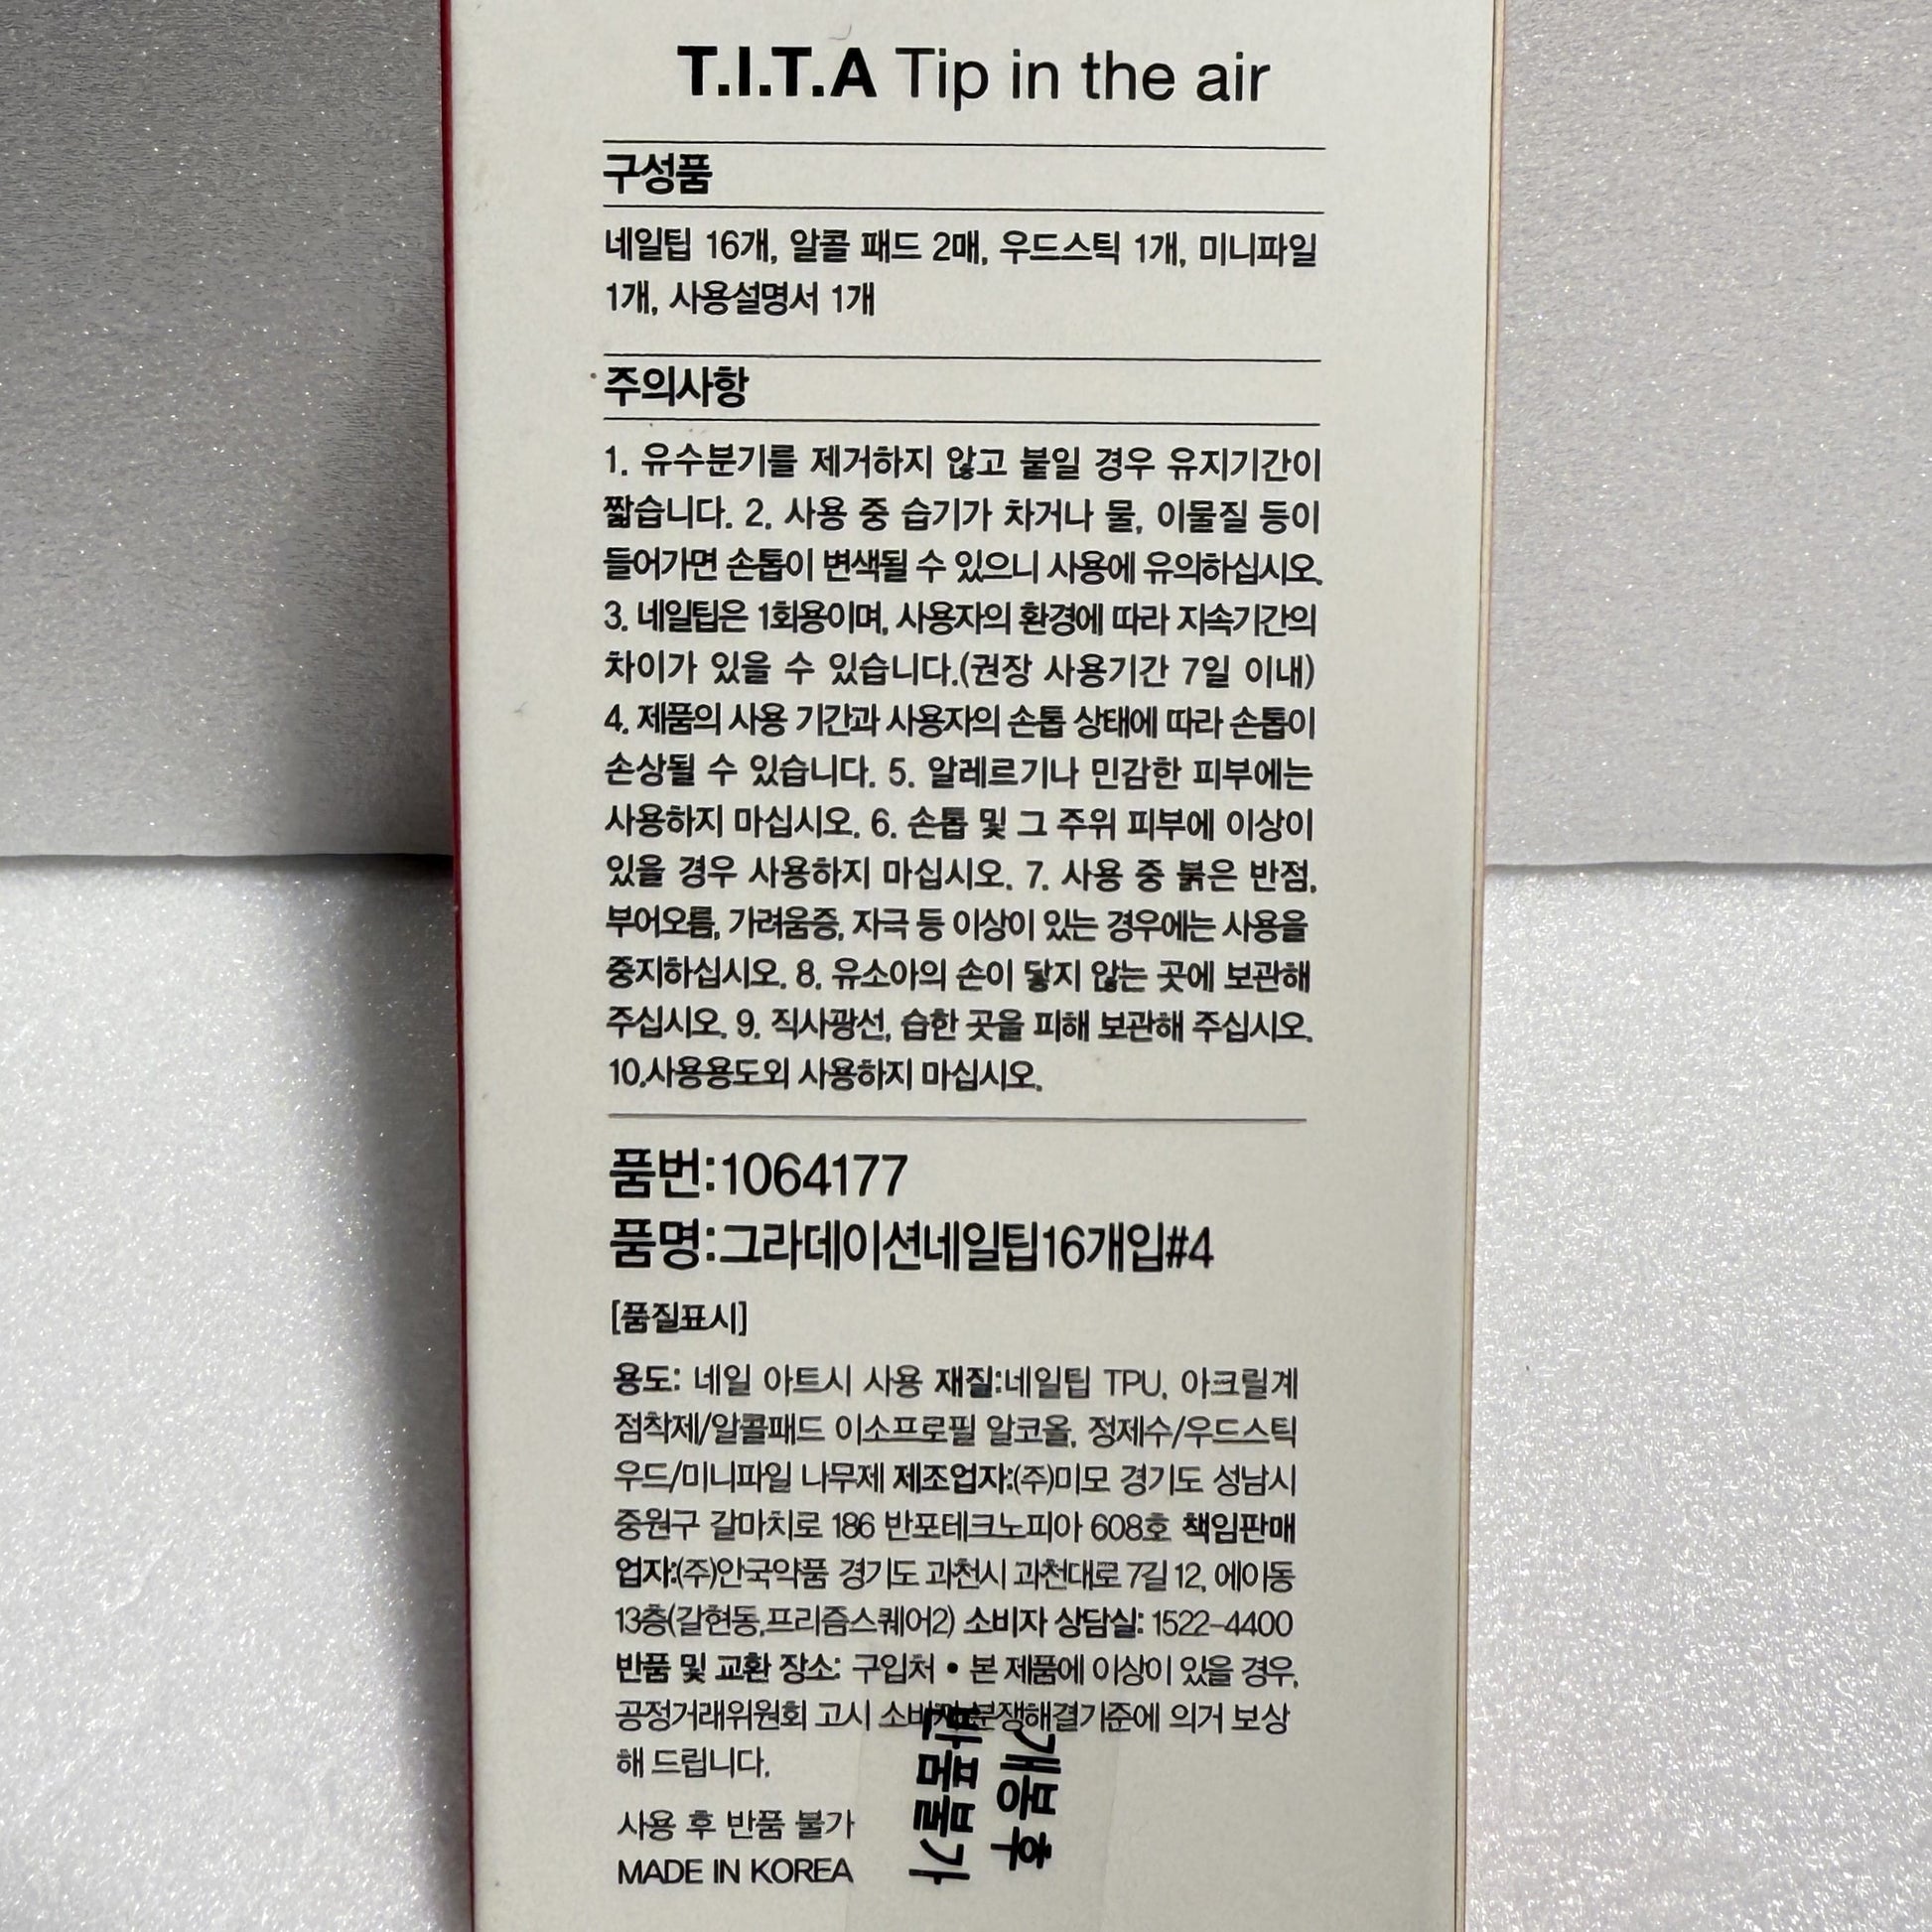 T.I.T.A Tip in the air
구성품
네일팁 16개, 알콜 패드 2매, 우드스틱 1개, 미니파일
1개, 사용설명서 1개
주의사항
1. 유수분기를 제거하지 않고 붙일 경우 유지기간이
짧습니다. 2. 사용 중 습기가 차거나 물, 이물질 등이
들어가면 손톱이 변색될 수 있으니 사용에 유의하십시오.
3. 네일팁은 1회용이며, 사용자의 환경에 따라 지속기간의
차이가 있을 수 있습니다.(권장 사용기간 7일 이내)
4. 제품의 사용 기간과 사용자의 손톱 상태에 따라 손톱이
손상될 수 있습니다. 5. 알레르기나 민감한 피부에는
사용하지 마십시오. 6. 손톱 및 그 주위 피부에 이상이
있을 경우 사용하지 마십시오. 7. 사용 중 붉은 반점,
부어오름, 가려움증, 자극 등 이상이 있는 경우에는 사용을
중지하십시오. 8. 유소아의 손이 닿지 않는 곳에 보관해
주십시오. 9. 직사광선, 습한 곳을 피해 보관해 주십시오.
10.사용용도외 사용하지 마십시오.
품번:1064177
품명:그라데이션네일팁16개입#4
[품질표시]
용도: 네일 아트시 사용 재질:네일팁 TPU, 아크릴계
점착제/알콜패드 이소프로필 알코올, 정제수/우드스틱
우드/미니파일 나무제 제조업자:(주)미모 경기도 성남시
중원구 갈마치로 186 반포테크노피아 608호 책임판매
업자:(주)안국약품 경기도 과천시 과천대로 7길 12, 에이동
13층(갈현동,프리즘스퀘어2) 소비자 상담실: 1522-4400
반품 및 교환 장소: 구입처 • 본 제품에 이상이 있을 경우,
공정거래위원회 고시 소비자 분쟁해결기준에 의거 보상
해 드립니다.
사용 후 반품 불가
MADE IN KOREA
개봉 후
반품불가